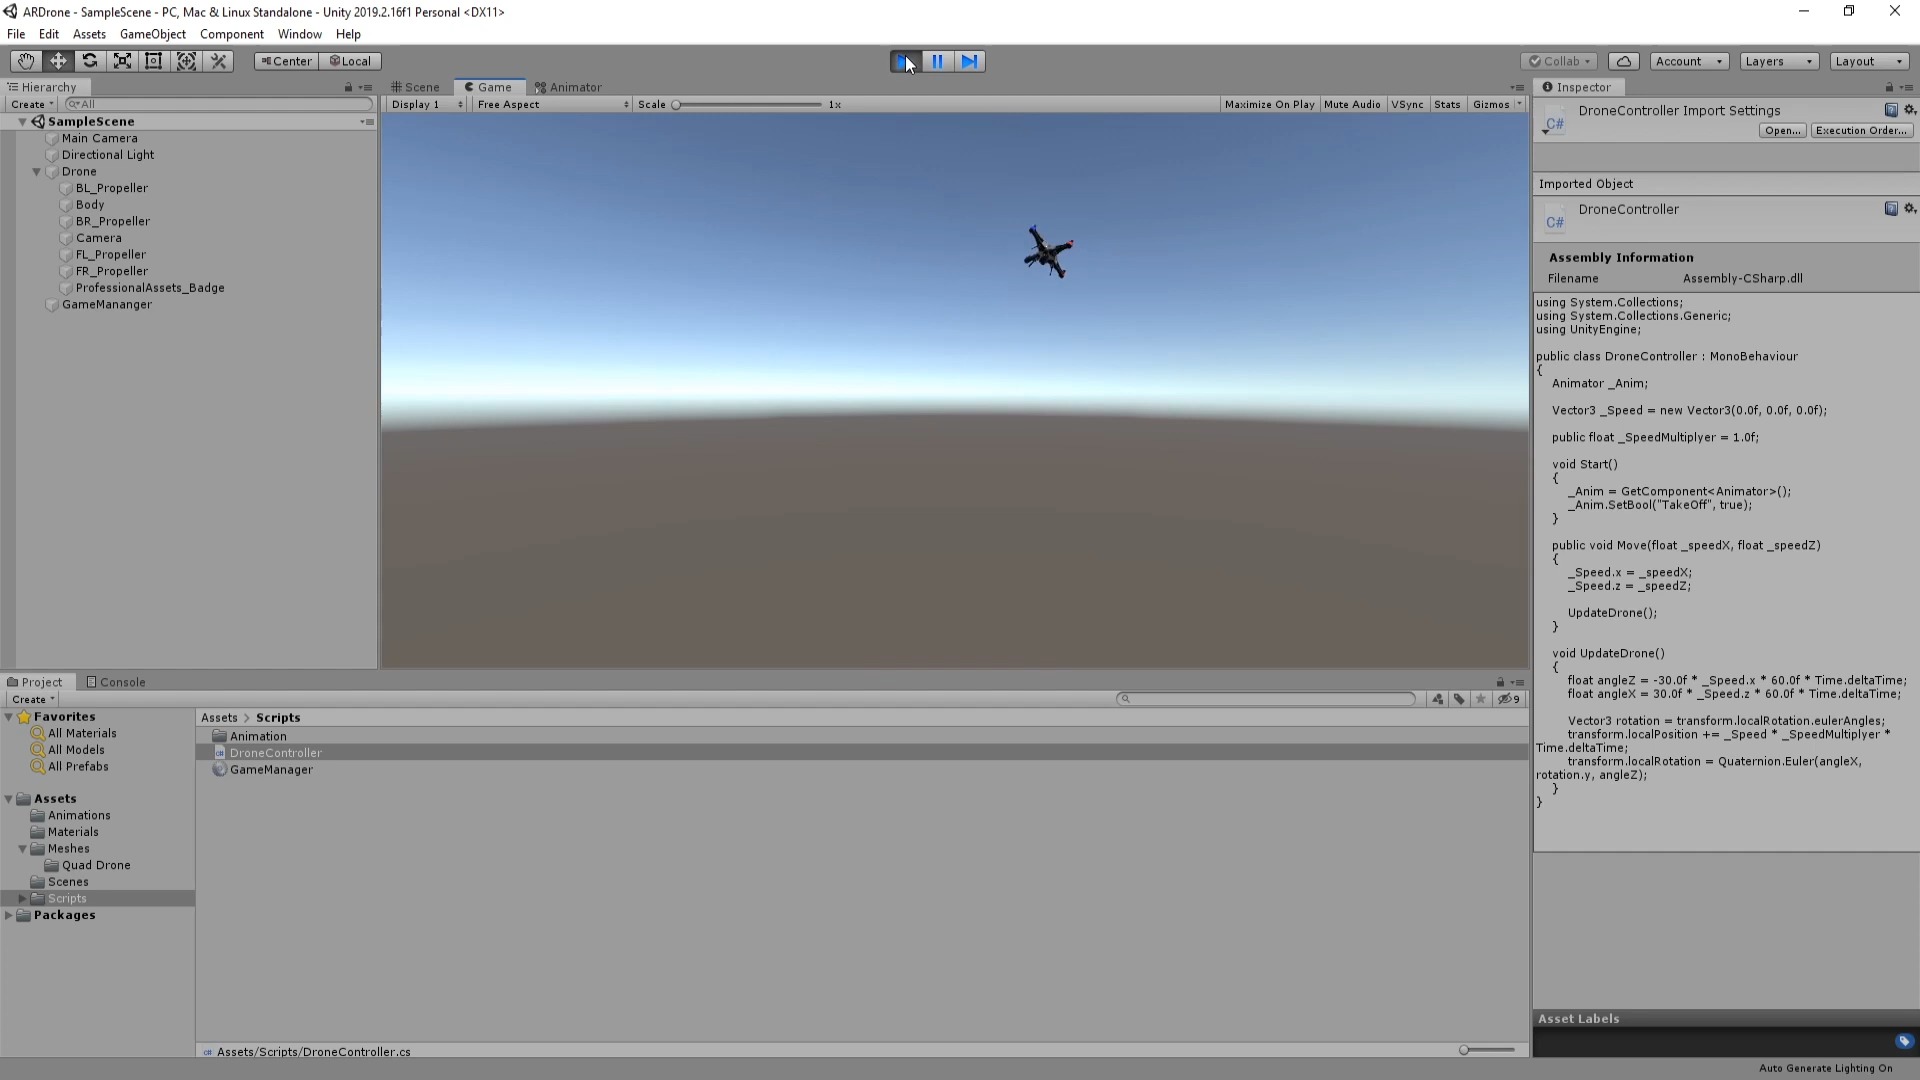 ARDrone - SampleScene - PC, Mac & Linux Standalone - Unity 2019.2.16f1 Personal <DX11>
File Edit Assets GameObject Component Window Help
Center Local
Collab Account Layers Layout
Hierarchy
Create All
SampleScene
Main Camera
Directional Light
Drone
BL_Propeller
Body
BR_Propeller
Camera
FL_Propeller
FR_Propeller
ProfessionalAssets_Badge
GameMananger
Scene Game Animator
Display 1 Free Aspect Scale 1x Maximize On Play Mute Audio VSync Stats Gizmos
Inspector
DroneController Import Settings
C#
Open... Execution Order...
Imported Object
DroneController
C#
Assembly Information
Filename Assembly-CSharp.dll
using System.Collections;
using System.Collections.Generic;
using UnityEngine;
public class DroneController : MonoBehaviour
{
Animator _Anim;
Vector3 _Speed = new Vector3(0.0f, 0.0f, 0.0f);
public float _SpeedMultiplyer = 1.0f;
void Start()
{
_Anim = GetComponent<Animator>();
_Anim.SetBool("TakeOff", true);
}
public void Move(float _speedX, float _speedZ)
{
_Speed.x = _speedX;
_Speed.z = _speedZ;
UpdateDrone();
}
void UpdateDrone()
{
float angleZ = -30.0f * _Speed.x * 60.0f * Time.deltaTime;
float angleX = 30.0f * _Speed.z * 60.0f * Time.deltaTime;
Vector3 rotation = transform.localRotation.eulerAngles;
transform.localPosition += _Speed * _SpeedMultiplyer *
Time.deltaTime;
transform.localRotation = Quaternion.Euler(angleX,
rotation.y, angleZ);
}
}
Asset Labels
Project Console
Create
9
Favorites
All Materials
All Models
All Prefabs
Assets
Animations
Materials
Meshes
Quad Drone
Scenes
Scripts
Packages
Assets > Scripts
Animation
DroneController
GameManager
Assets/Scripts/DroneController.cs
Auto Generate Lighting On